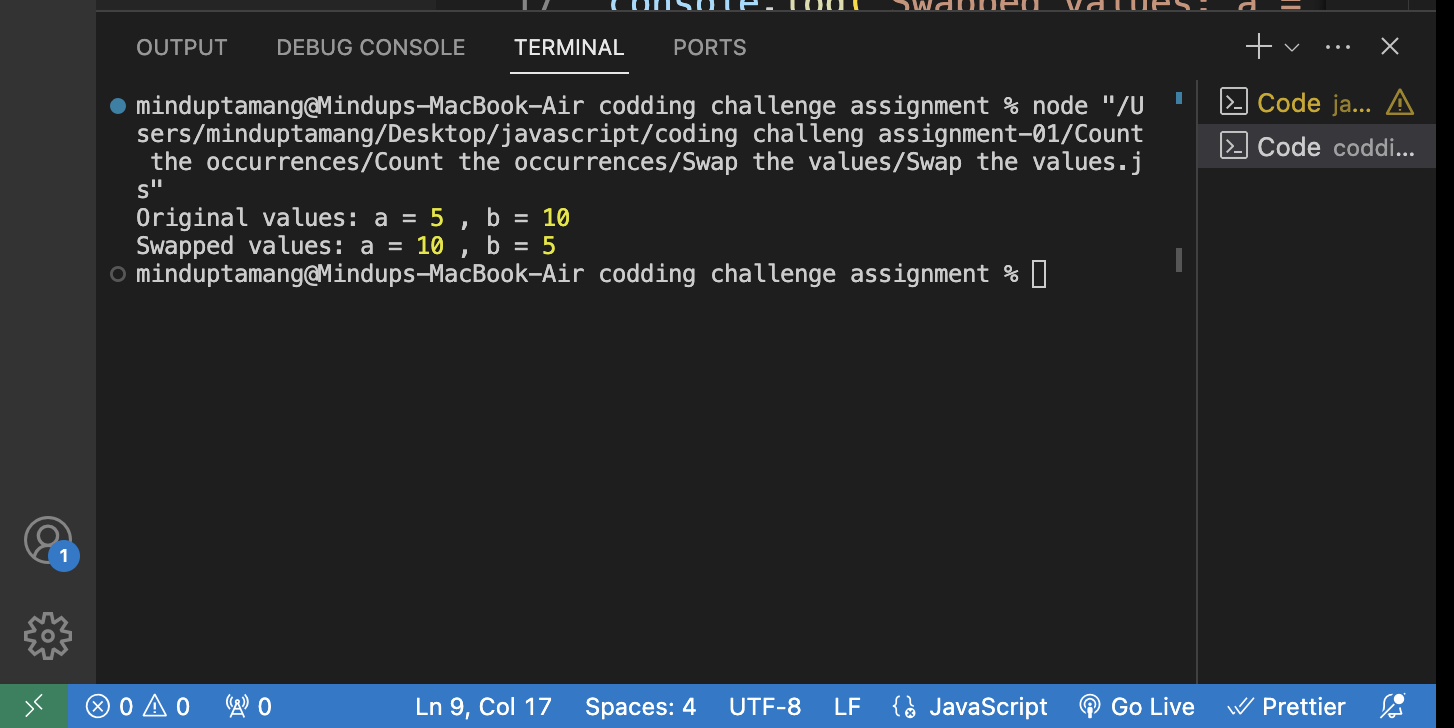 17 console.log("Swapped values: a =
OUTPUT DEBUG CONSOLE TERMINAL PORTS
minduptamang@Mindups-MacBook-Air codding challenge assignment % node "/U
sers/minduptamang/Desktop/javascript/coding challeng assignment-01/Count
the occurrences/Count the occurrences/Swap the values/Swap the values.j
s"
Original values: a = 5 , b = 10
Swapped values: a = 10 , b = 5
minduptamang@Mindups-MacBook-Air codding challenge assignment %
Code ja...
Code coddi...
1
0 0 0 Ln 9, Col 17 Spaces: 4 UTF-8 LF JavaScript Go Live Prettier